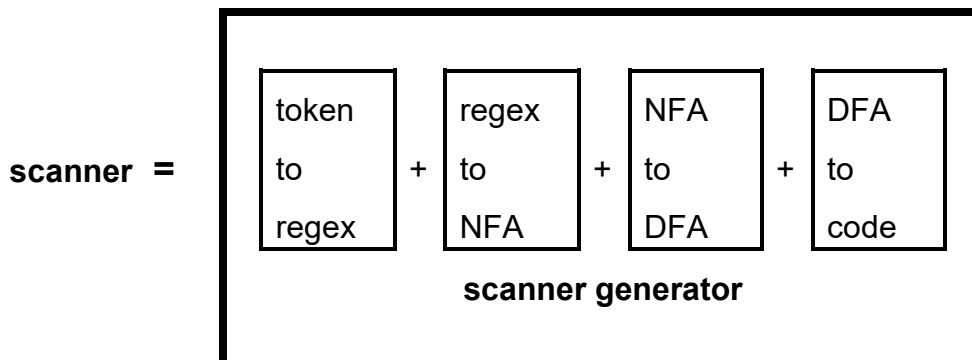 token regex NFA DFA
scanner = to + to + to + to
regex NFA DFA code
scanner generator